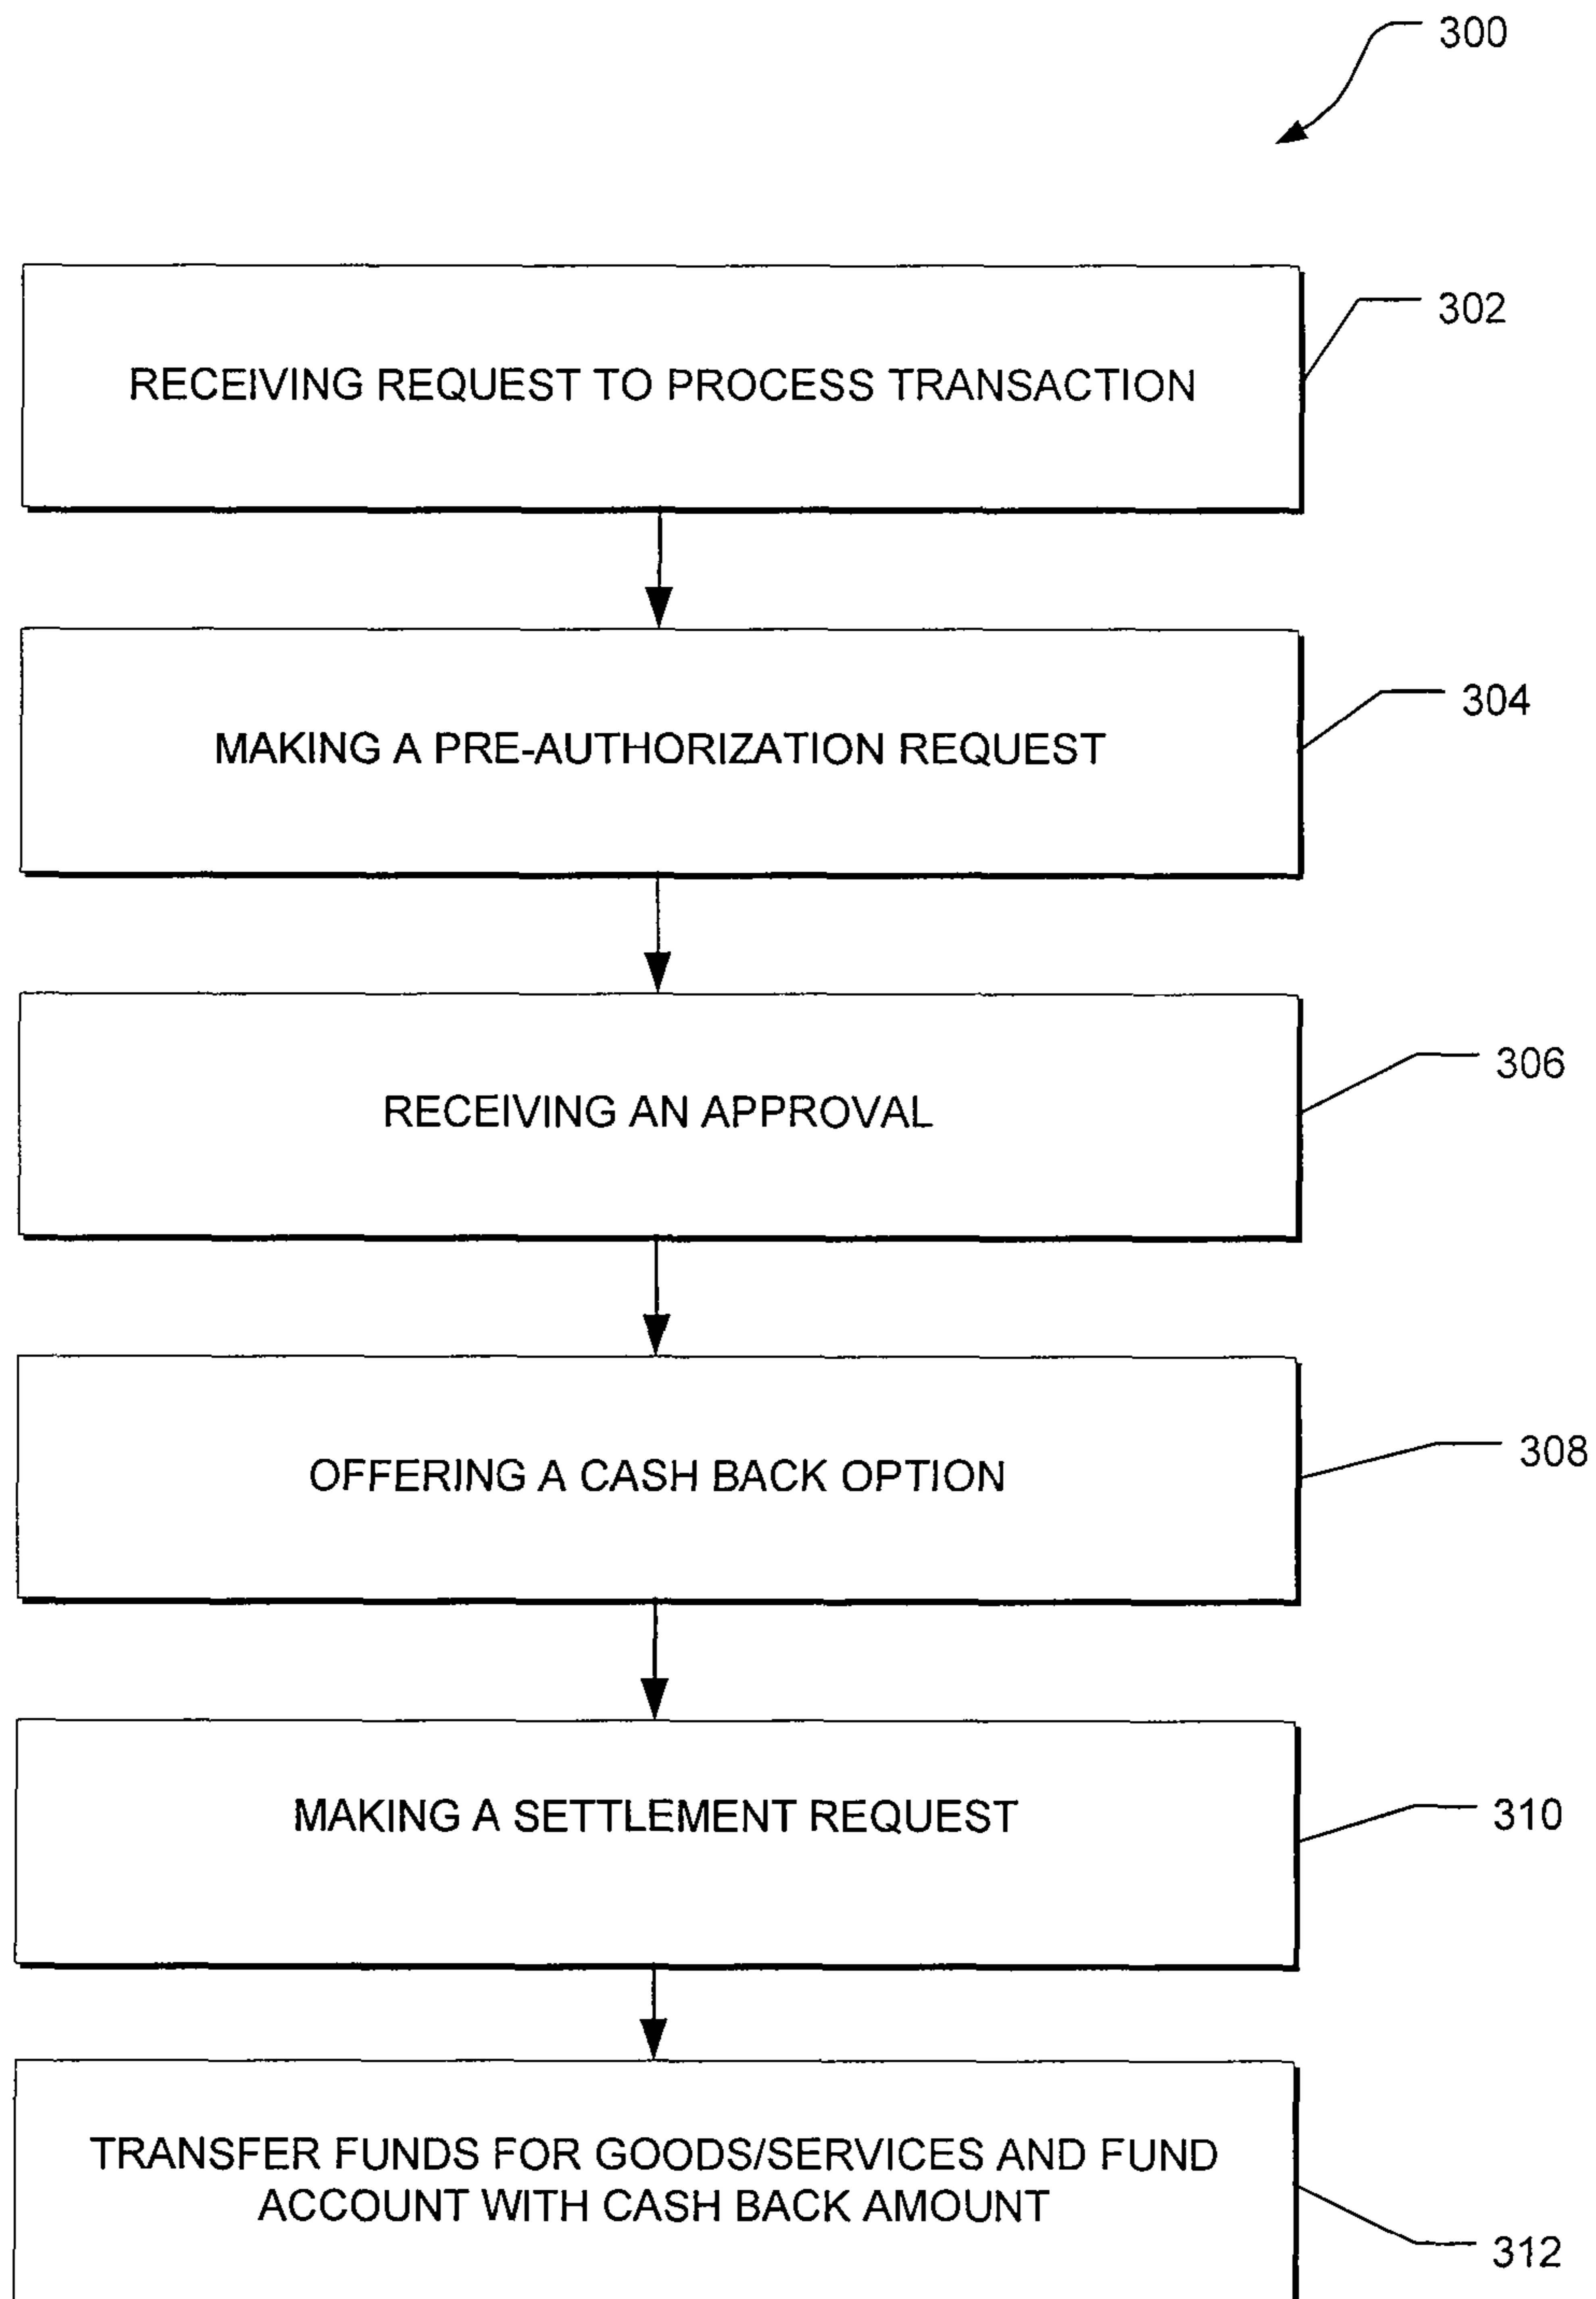 300
RECEIVING REQUEST TO PROCESS TRANSACTION
302
MAKING A PRE-AUTHORIZATION REQUEST
304
RECEIVING AN APPROVAL
306
OFFERING A CASH BACK OPTION
308
MAKING A SETTLEMENT REQUEST
310
TRANSFER FUNDS FOR GOODS/SERVICES AND FUND
ACCOUNT WITH CASH BACK AMOUNT
312